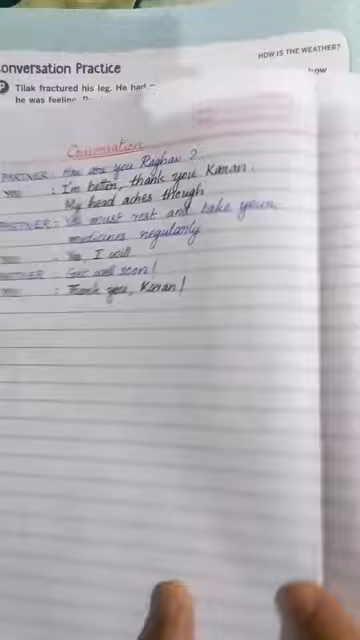 HOW IS THE WEATHER?
onversation Practice
Tilak fractured his leg. He had
he was feeling
Conversation
PARTNER : How are you Raghav ?
YOU : I'm better, thank you, Karan.
My head aches though
PARTNER : You must rest and take your
medicines regularly
YOU : Yes, I will
PARTNER : Get well soon!
YOU : Thank you, Karan!